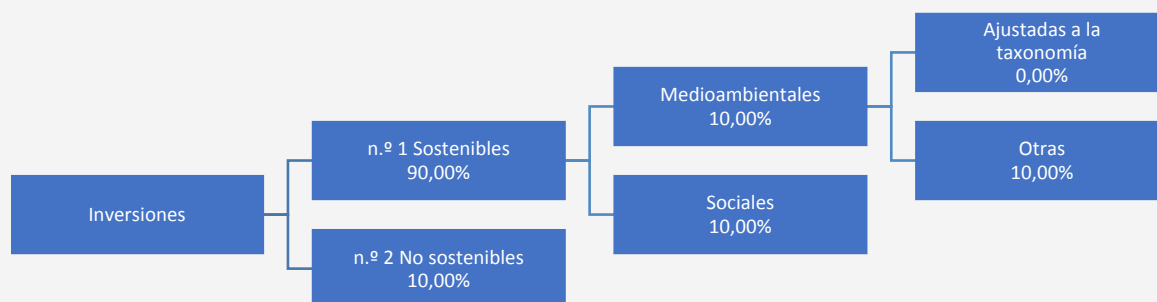 Inversiones
n.º 1 Sostenibles
90,00%
n.º 2 No sostenibles
10,00%
Medioambientales
10,00%
Sociales
10,00%
Ajustadas a la
taxonomía
0,00%
Otras
10,00%